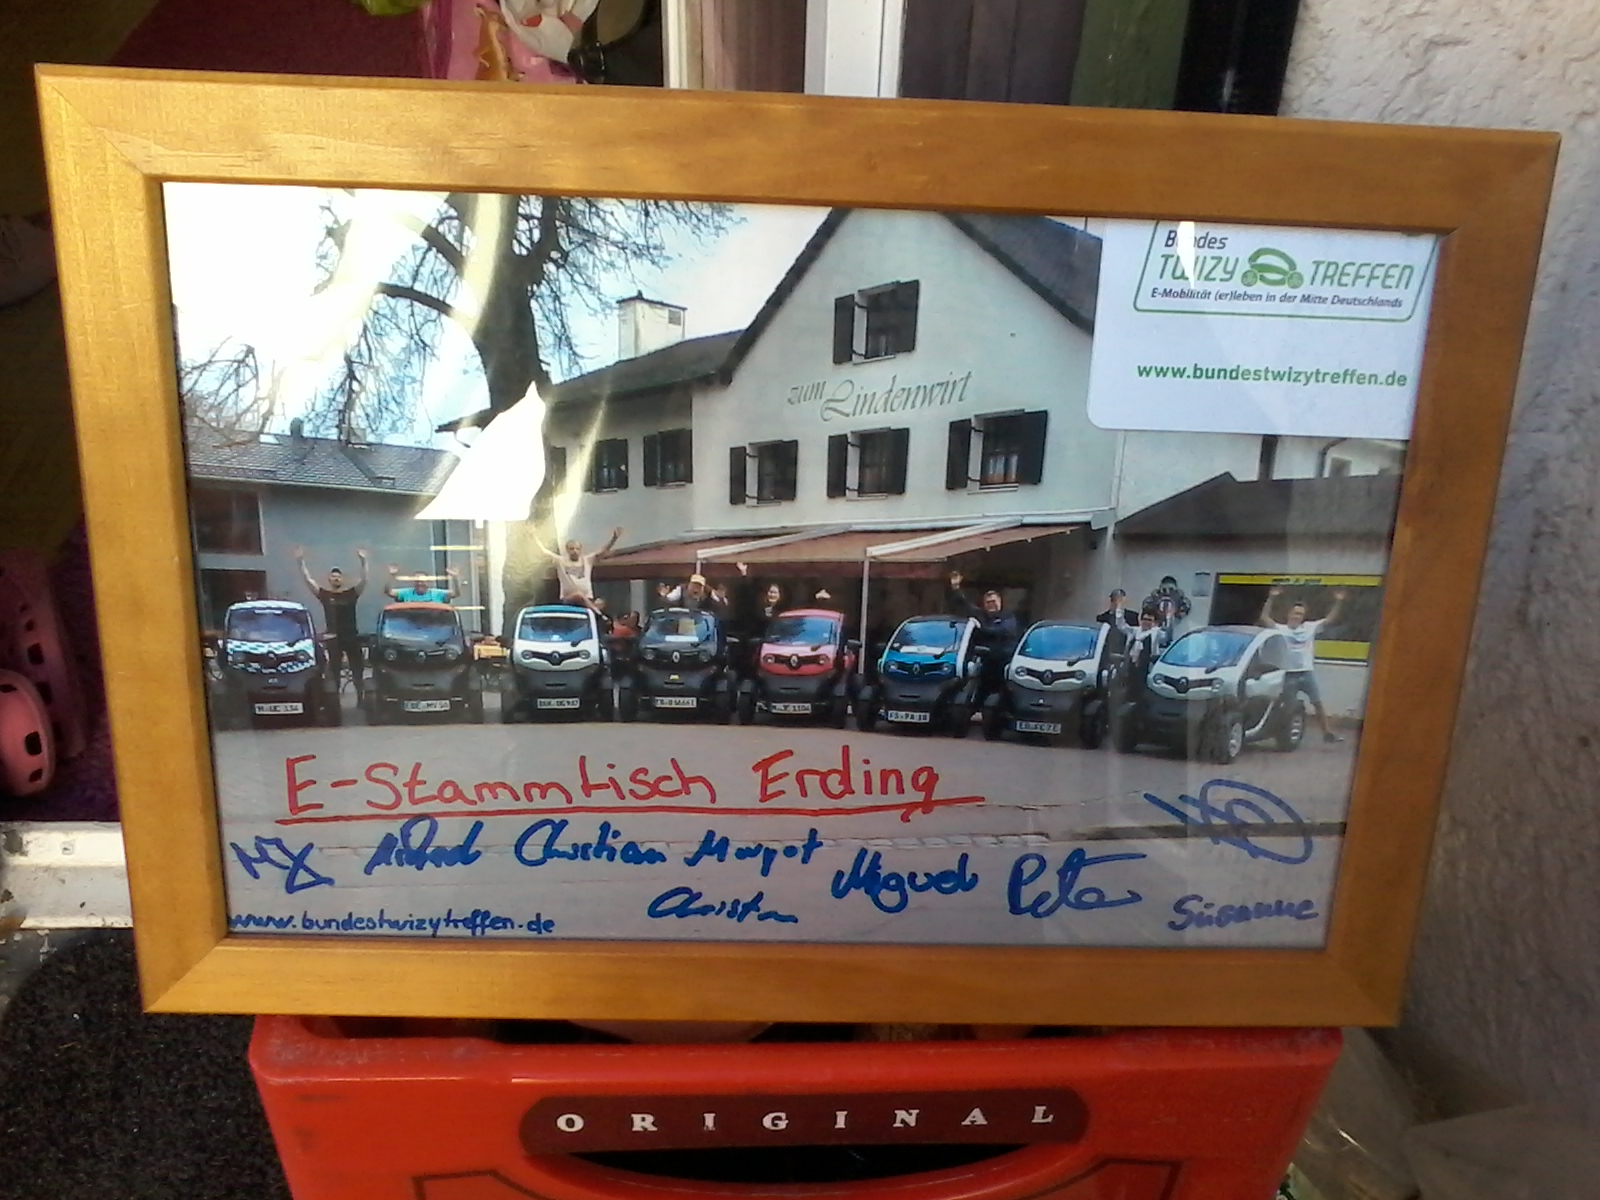 Bundes
TWIZY TREFFEN
E-Mobilität (er)leben in der Mitte Deutschlands
www.bundestwizytreffen.de
zum Lindenwirt
E-Stammtisch Erding
Christian Margot
Miguel Peter
Christian
Susanne
www.bundestwizytreffen.de
ORIGINAL